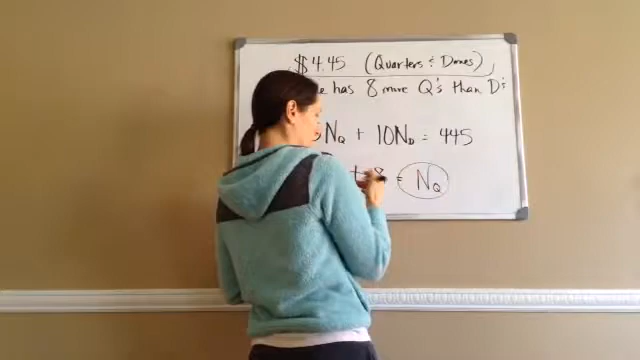 $4.45 (Quarters & Dimes)
has 8 more Q's than D's
N_Q + 10N_D = 445
+ 8 = N_Q